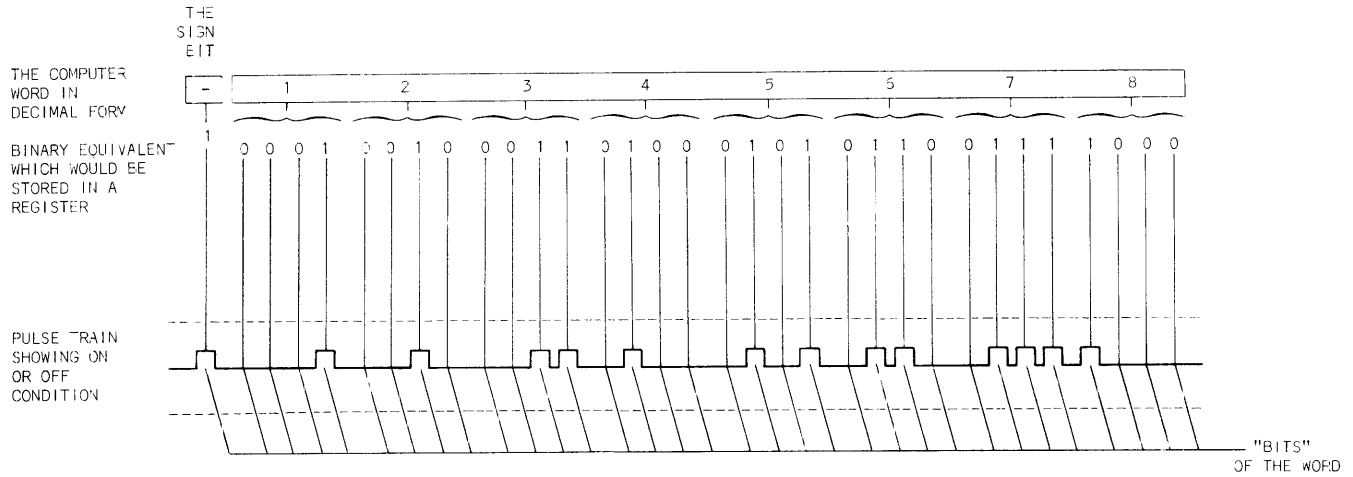 THE
SIGN
BIT
THE COMPUTER
WORD IN
DECIMAL FORM
- 1 2 3 4 5 6 7 8
1 0 0 0 1 0 0 1 0 0 0 1 1 0 1 0 0 0 1 0 1 0 1 1 0 0 1 1 1 1 0 0 0
BINARY EQUIVALENT
WHICH WOULD BE
STORED IN A
REGISTER
PULSE TRAIN
SHOWING ON
OR OFF
CONDITION
"BITS"
OF THE WORD